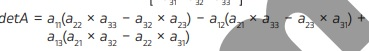 detA = a₁₁(a₂₂ × a₃₃ − a₃₂ × a₂₃) − a₁₂(a₂₁ × a₃₃ − a₂₃ × a₃₁) +
a₁₃(a₂₁ × a₃₂ − a₂₂ × a₃₁)